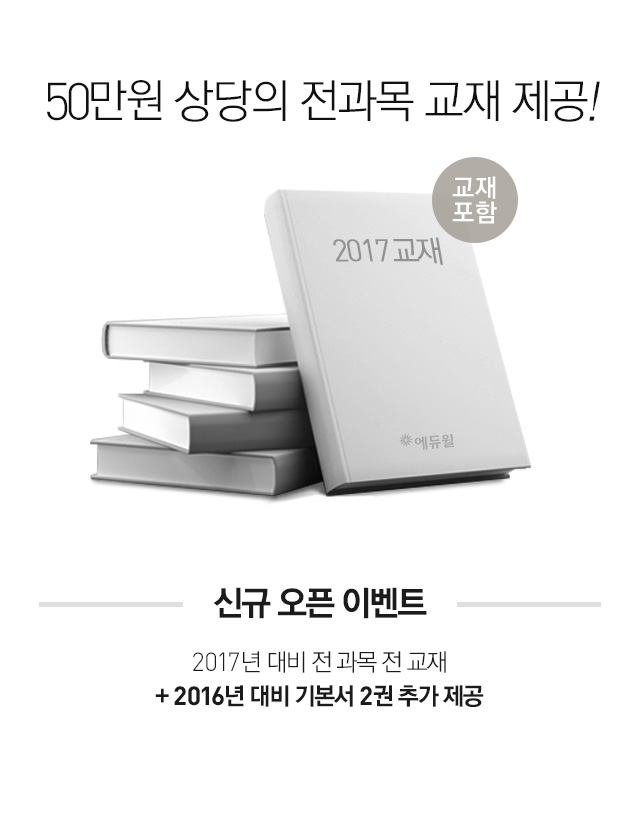 50만원 상당의 전과목 교재 제공!
교재
포함
2017 교재
에듀윌
신규 오픈 이벤트
2017년 대비 전 과목 전 교재
+ 2016년 대비 기본서 2권 추가 제공